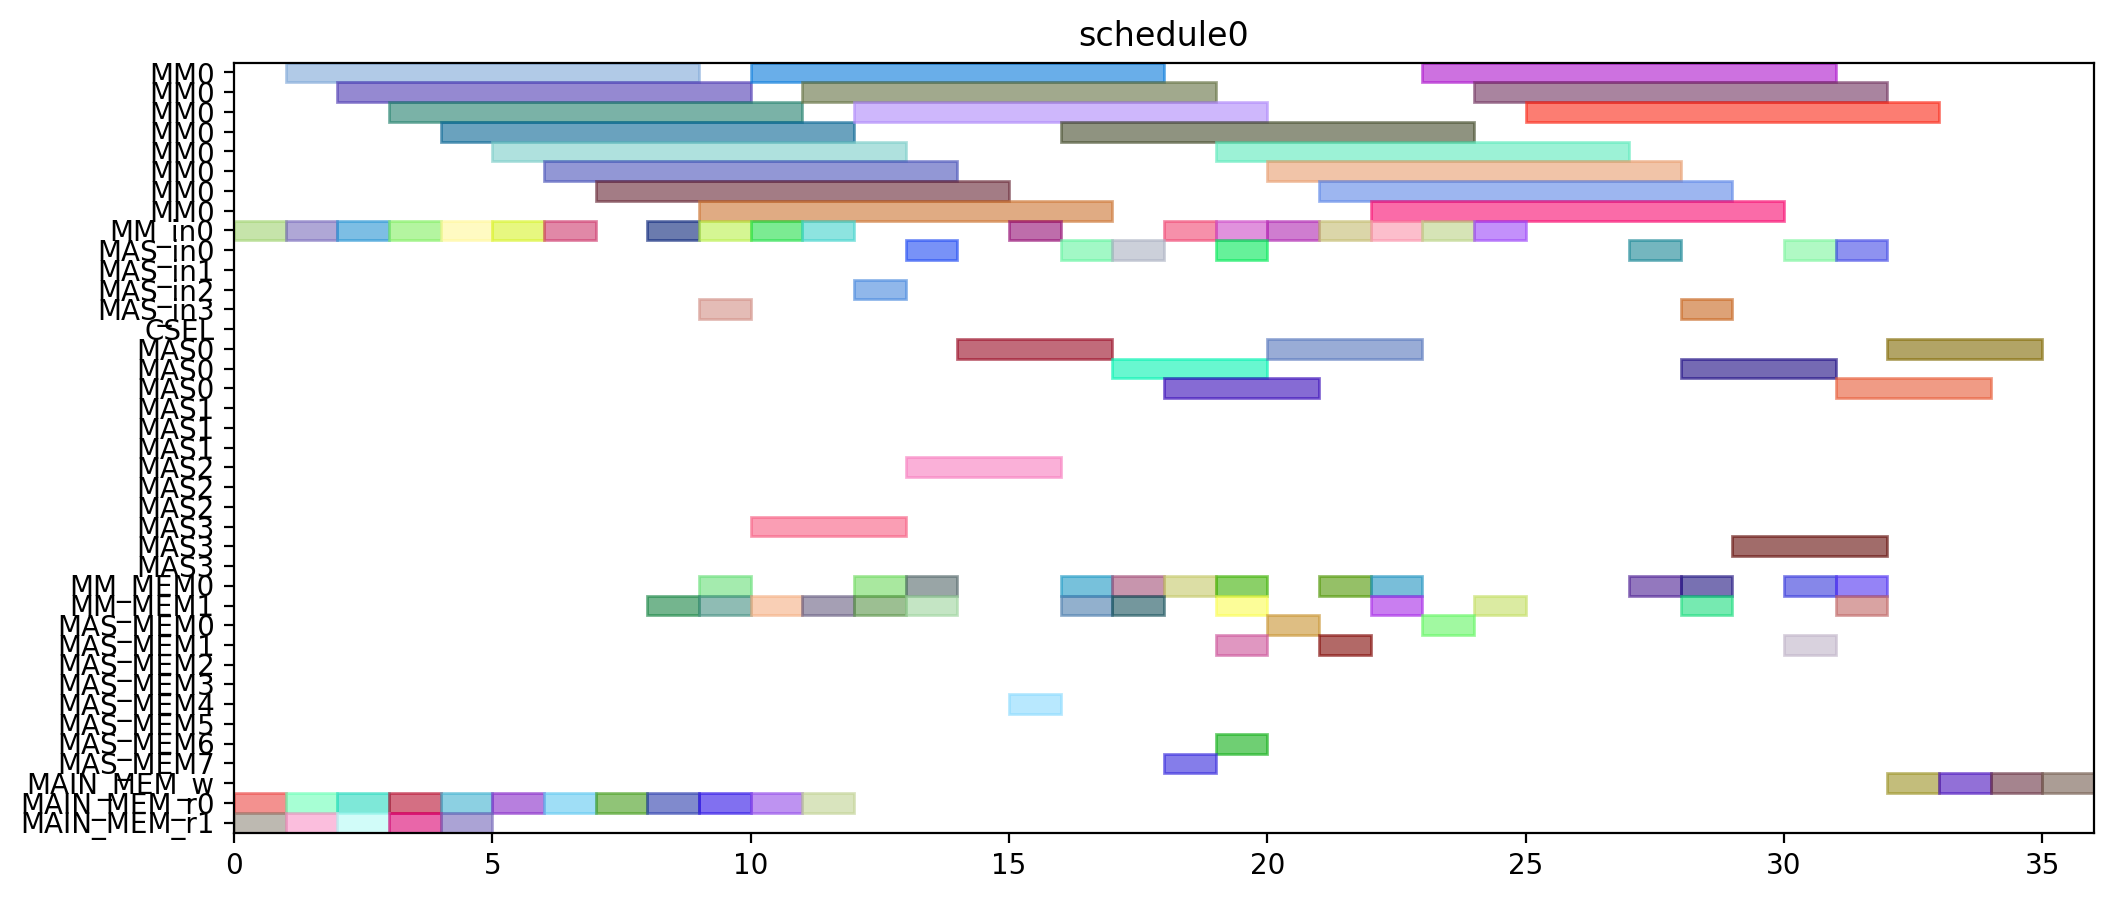 schedule0
MM0
MM0
MM0
MM0
MM0
MM0
MM0
MM0
MM_in0
MAS_in0
MAS_in1
MAS_in2
MAS_in3
CSEL
MAS0
MAS0
MAS0
MAS1
MAS1
MAS1
MAS2
MAS2
MAS2
MAS3
MAS3
MAS3
MM_MEM0
MM_MEM1
MAS_MEM0
MAS_MEM1
MAS_MEM2
MAS_MEM3
MAS_MEM4
MAS_MEM5
MAS_MEM6
MAS_MEM7
MAIN_MEM_w
MAIN_MEM_r0
MAIN_MEM_r1
0 5 10 15 20 25 30 35